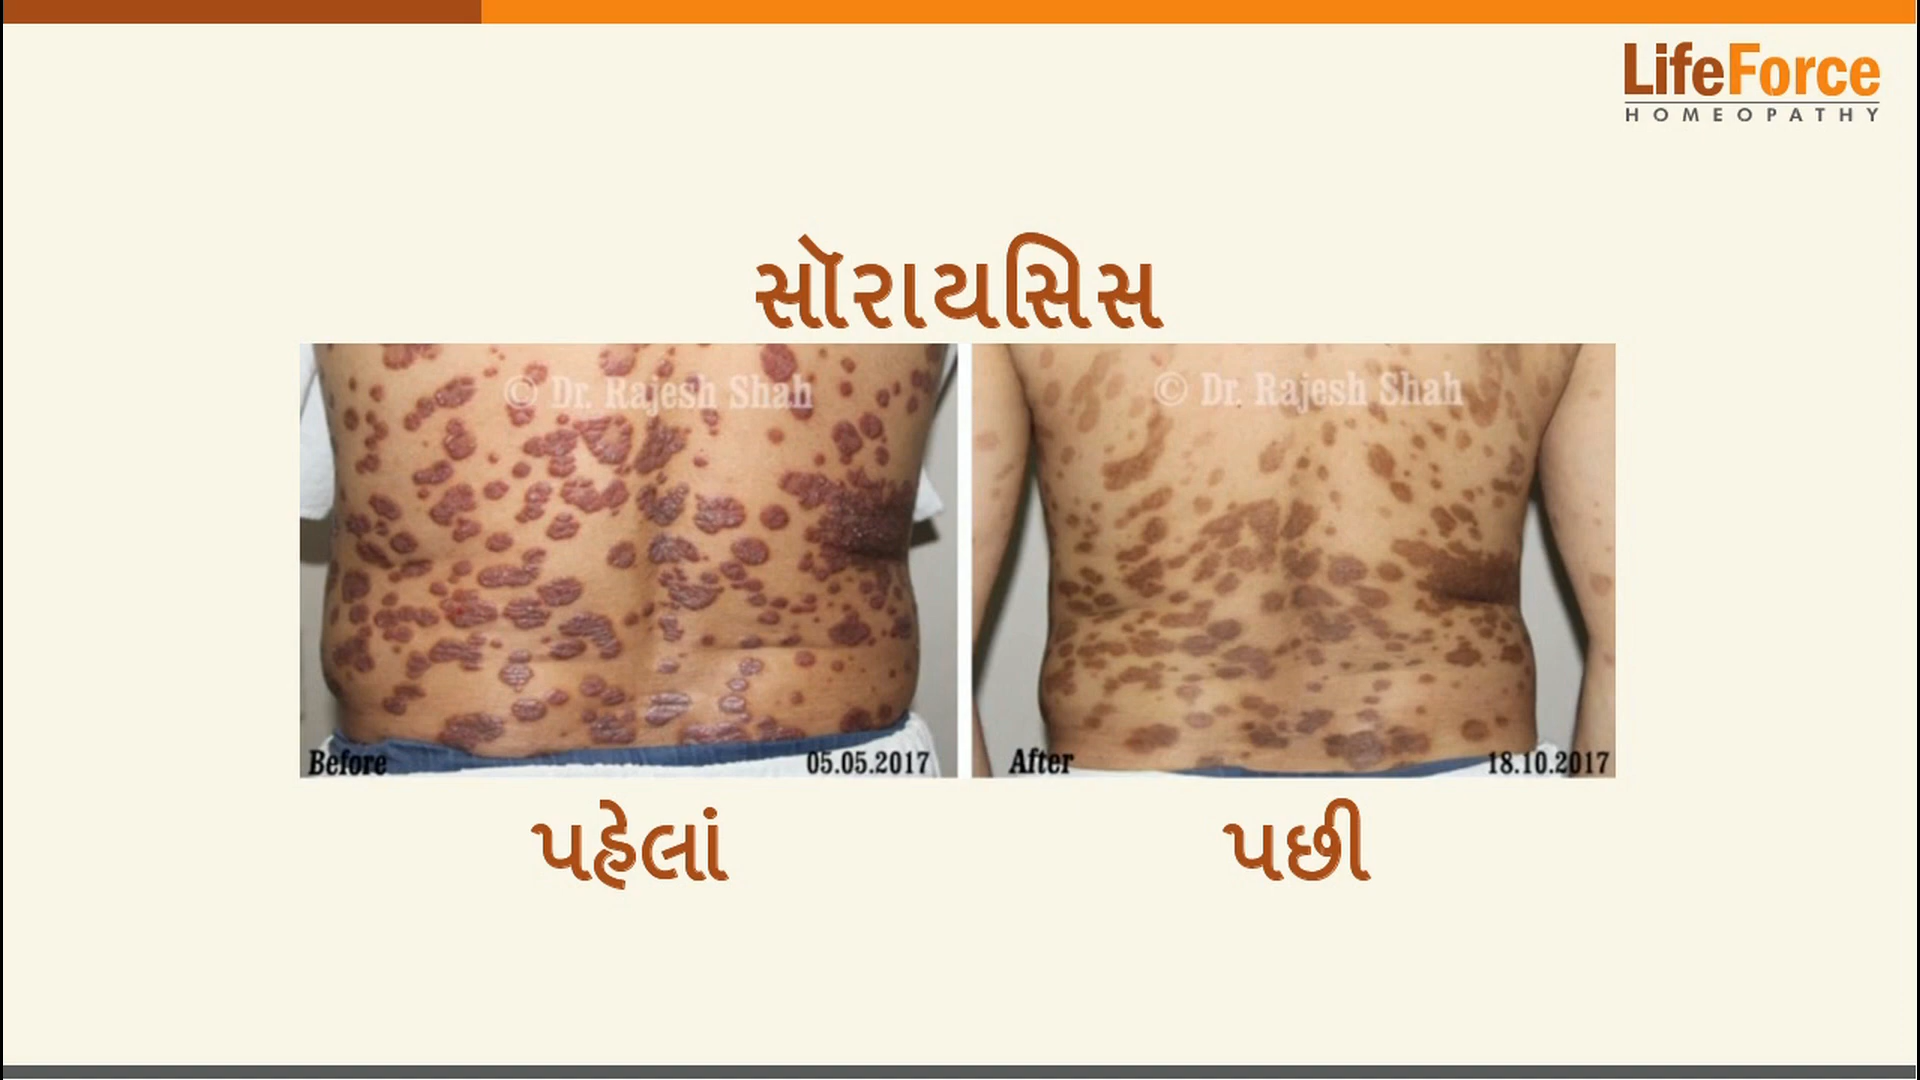 LifeForce
HOMEOPATHY
સૉરાયસિસ
© Dr. Rajesh Shah
© Dr. Rajesh Shah
Before
05.05.2017
After
18.10.2017
પહેલાં
પછી